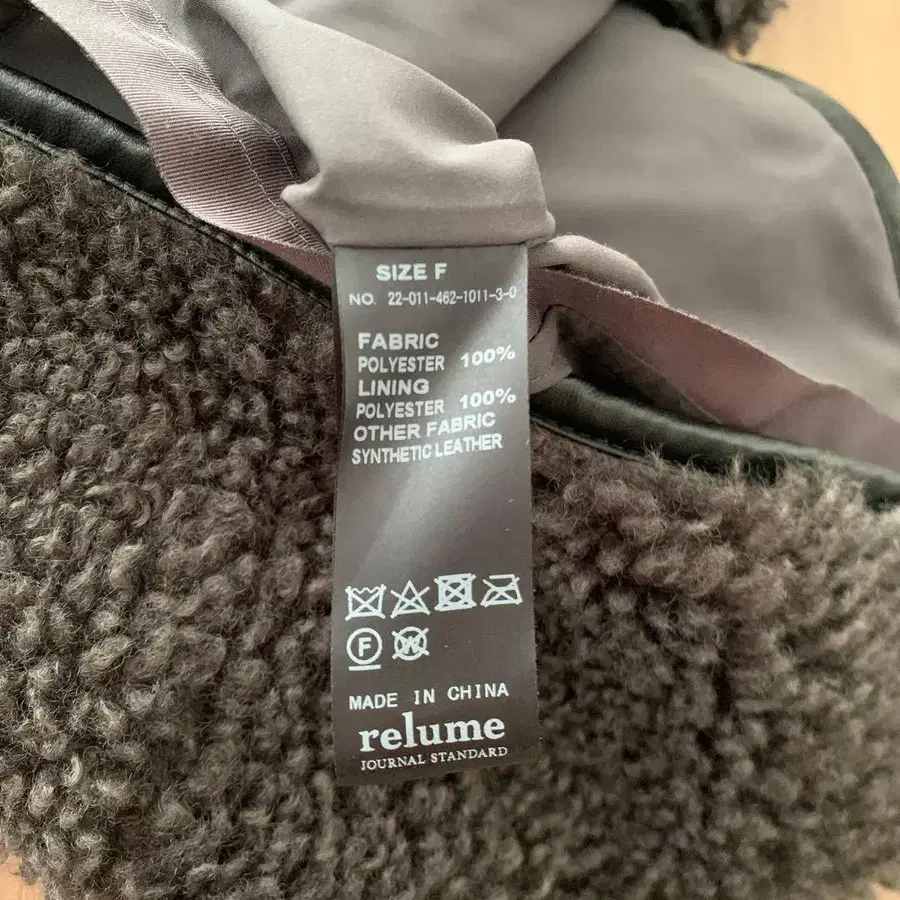 SIZE F
NO. 22-011-462-1011-3-0
FABRIC
POLYESTER 100%
LINING
POLYESTER 100%
OTHER FABRIC
SYNTHETIC LEATHER
F W
MADE IN CHINA
relume
JOURNAL STANDARD